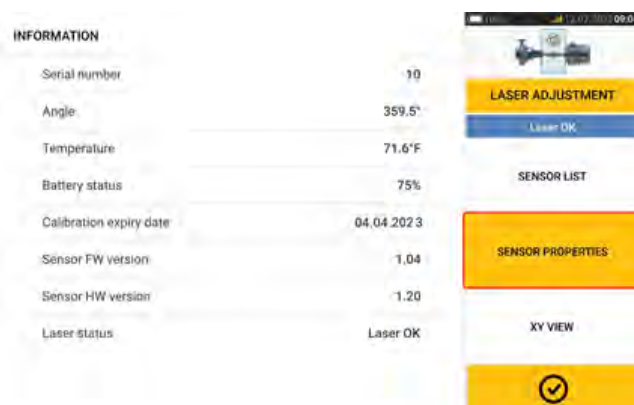 INFORMATION
Serial number 10
Angle 359.5°
Temperature 71.6°F
Battery status 75%
Calibration expiry date 04.04.2023
Sensor FW version 1.04
Sensor HW version 1.20
Laser status Laser OK
09:0
LASER ADJUSTMENT
Laser OK
SENSOR LIST
SENSOR PROPERTIES
XY VIEW